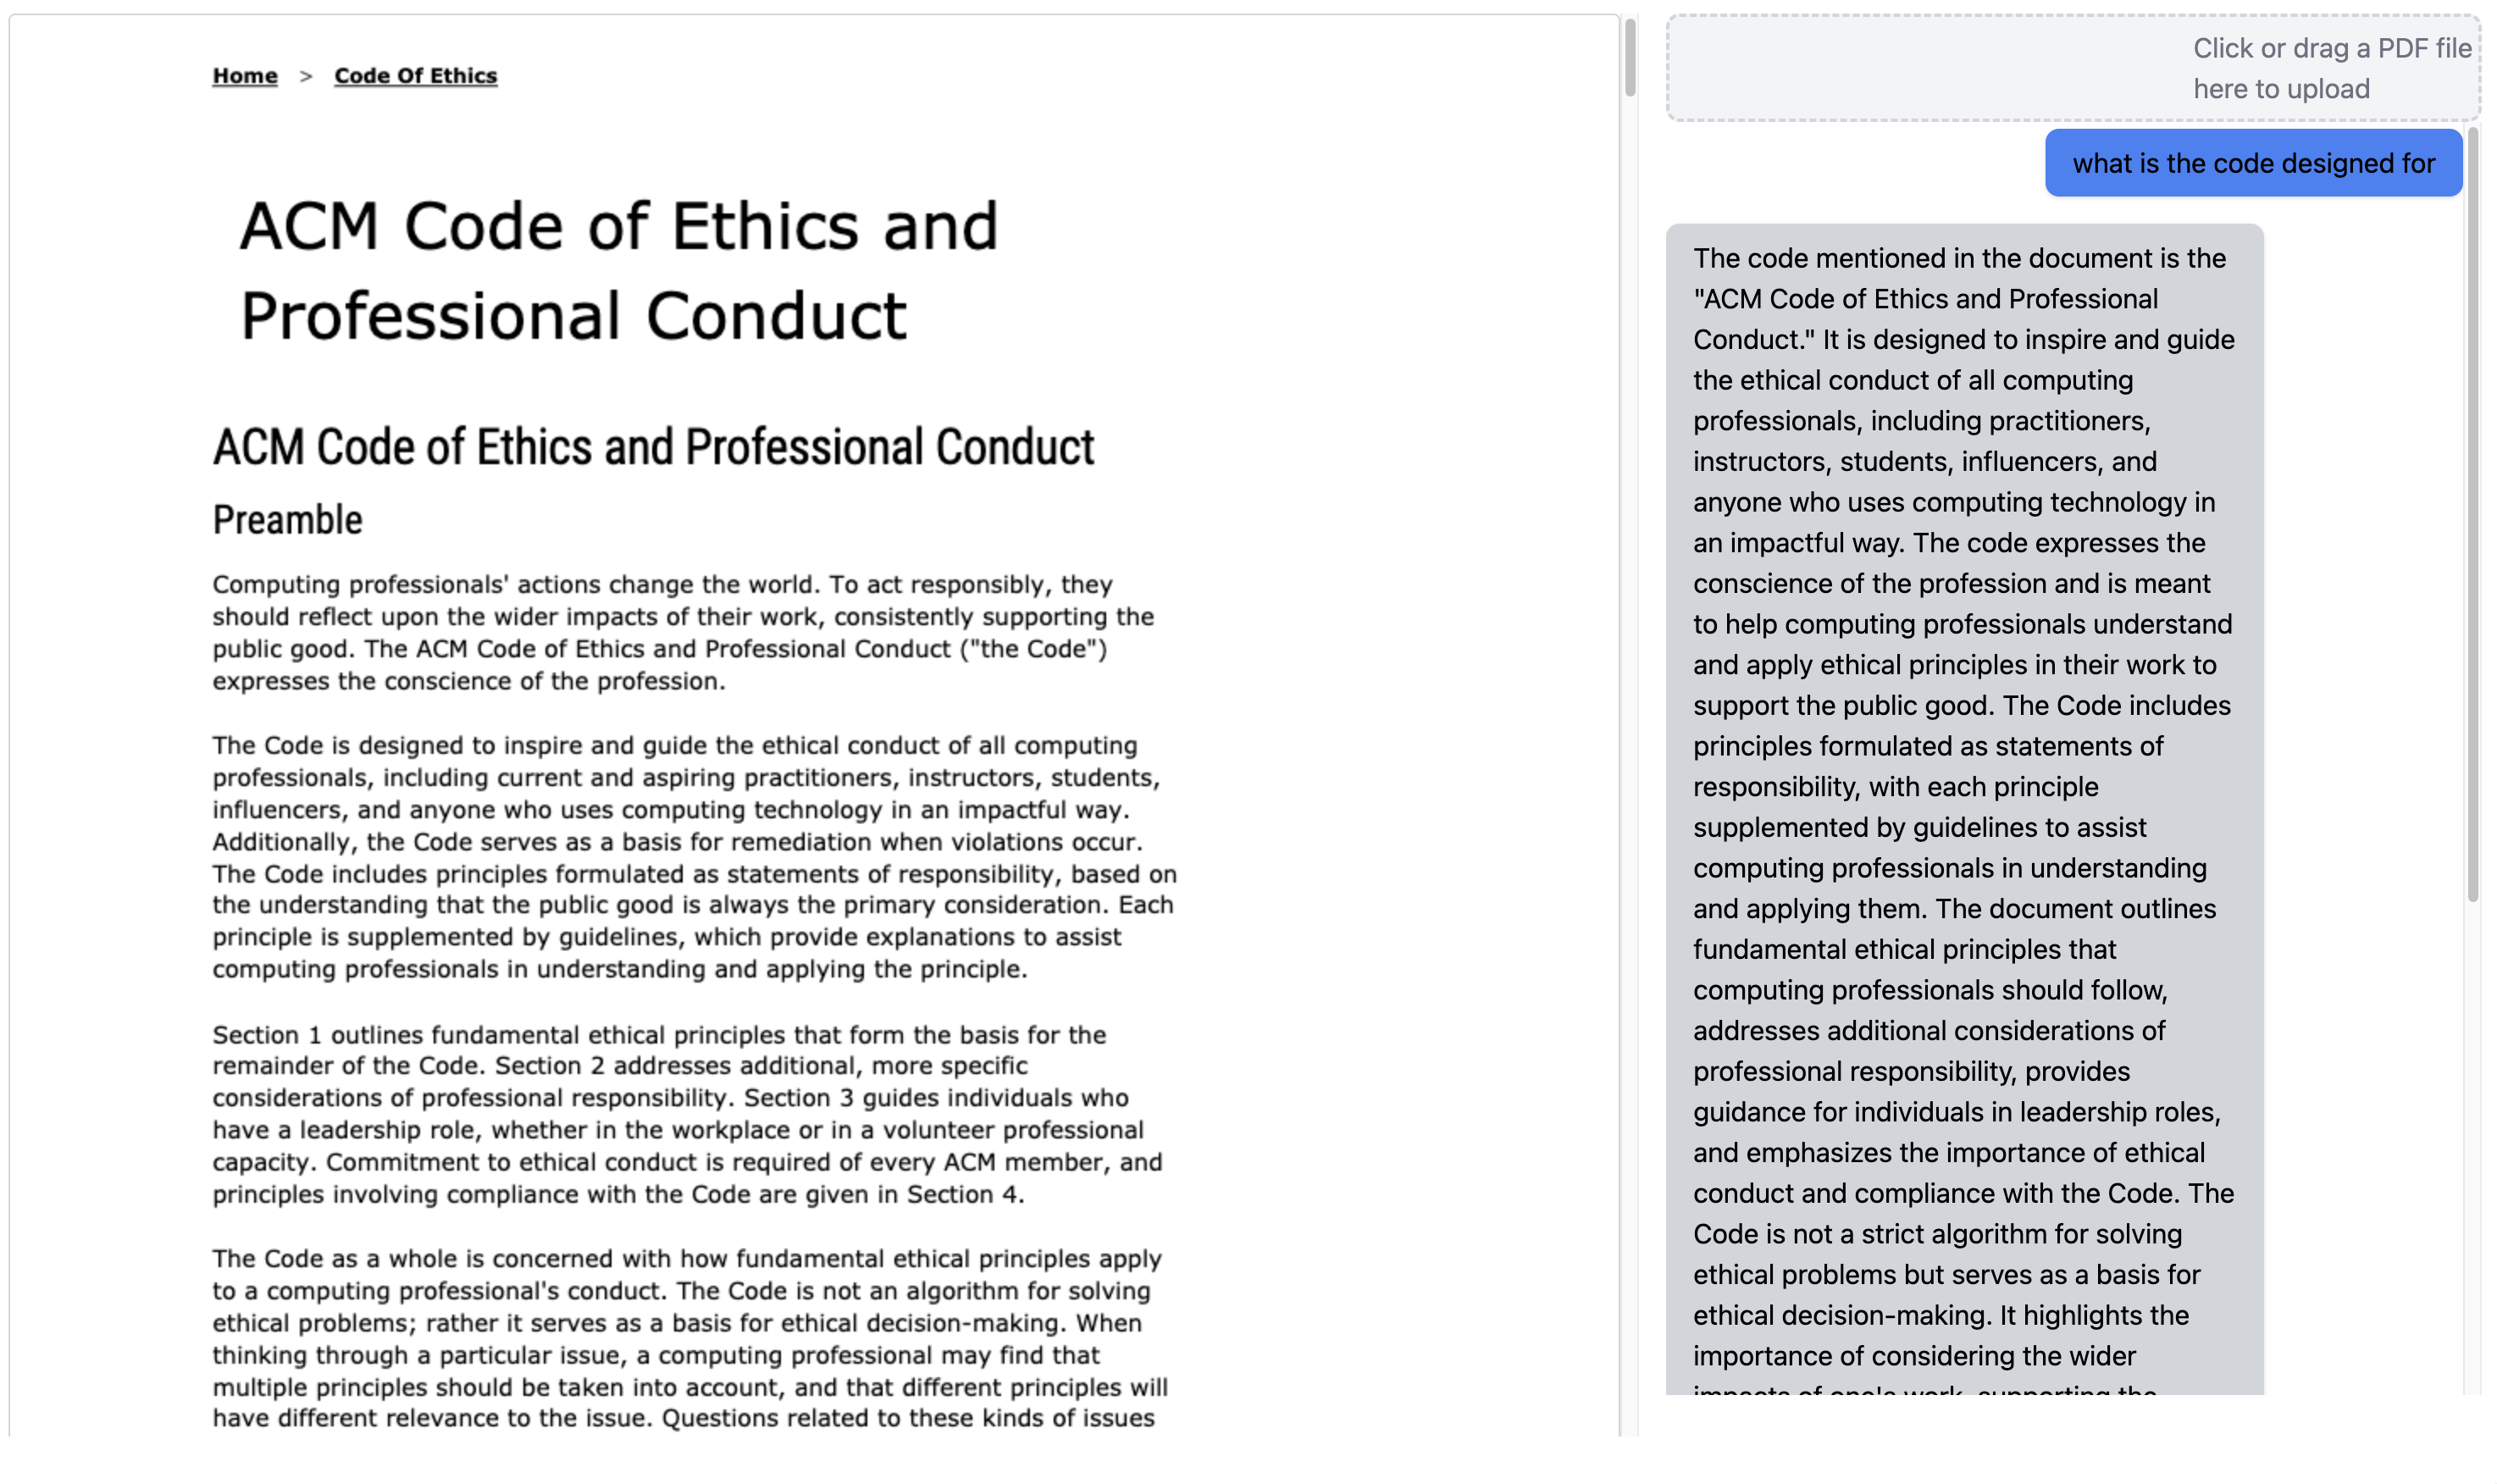 Home > Code Of Ethics
ACM Code of Ethics and
Professional Conduct
ACM Code of Ethics and Professional Conduct
Preamble
Computing professionals' actions change the world. To act responsibly, they
should reflect upon the wider impacts of their work, consistently supporting the
public good. The ACM Code of Ethics and Professional Conduct ("the Code")
expresses the conscience of the profession.
The Code is designed to inspire and guide the ethical conduct of all computing
professionals, including current and aspiring practitioners, instructors, students,
influencers, and anyone who uses computing technology in an impactful way.
Additionally, the Code serves as a basis for remediation when violations occur.
The Code includes principles formulated as statements of responsibility, based on
the understanding that the public good is always the primary consideration. Each
principle is supplemented by guidelines, which provide explanations to assist
computing professionals in understanding and applying the principle.
Section 1 outlines fundamental ethical principles that form the basis for the
remainder of the Code. Section 2 addresses additional, more specific
considerations of professional responsibility. Section 3 guides individuals who
have a leadership role, whether in the workplace or in a volunteer professional
capacity. Commitment to ethical conduct is required of every ACM member, and
principles involving compliance with the Code are given in Section 4.
The Code as a whole is concerned with how fundamental ethical principles apply
to a computing professional's conduct. The Code is not an algorithm for solving
ethical problems; rather it serves as a basis for ethical decision-making. When
thinking through a particular issue, a computing professional may find that
multiple principles should be taken into account, and that different principles will
have different relevance to the issue. Questions related to these kinds of issues
Click or drag a PDF file
here to upload
what is the code designed for
The code mentioned in the document is the
"ACM Code of Ethics and Professional
Conduct." It is designed to inspire and guide
the ethical conduct of all computing
professionals, including practitioners,
instructors, students, influencers, and
anyone who uses computing technology in
an impactful way. The code expresses the
conscience of the profession and is meant
to help computing professionals understand
and apply ethical principles in their work to
support the public good. The Code includes
principles formulated as statements of
responsibility, with each principle
supplemented by guidelines to assist
computing professionals in understanding
and applying them. The document outlines
fundamental ethical principles that
computing professionals should follow,
addresses additional considerations of
professional responsibility, provides
guidance for individuals in leadership roles,
and emphasizes the importance of ethical
conduct and compliance with the Code. The
Code is not a strict algorithm for solving
ethical problems but serves as a basis for
ethical decision-making. It highlights the
importance of considering the wider
impacts of one's work, supporting the